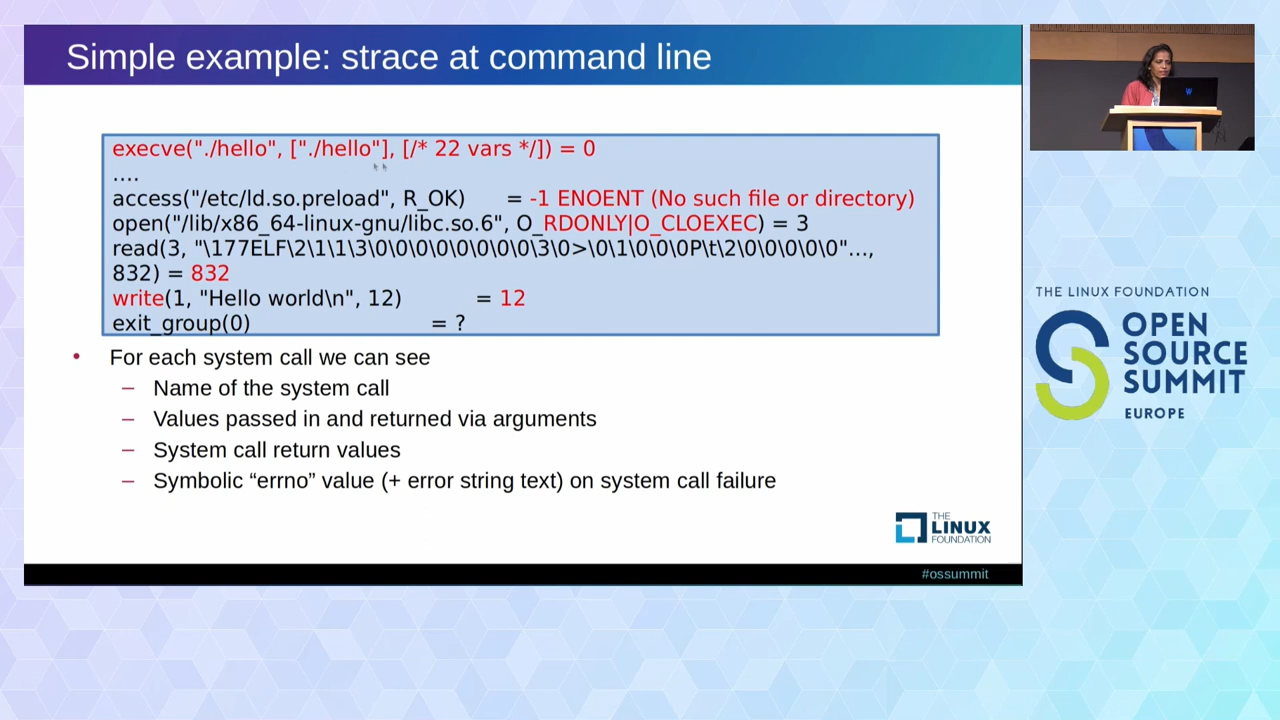 Simple example: strace at command line
execve("./hello", ["./hello"], [/* 22 vars */]) = 0
....
access("/etc/ld.so.preload", R_OK) = -1 ENOENT (No such file or directory)
open("/lib/x86_64-linux-gnu/libc.so.6", O_RDONLY|O_CLOEXEC) = 3
read(3, "\177ELF\2\1\1\3\0\0\0\0\0\0\0\0\3\0>\0\1\0\0\0P\t\2\0\0\0\0\0"...,
832) = 832
write(1, "Hello world\n", 12) = 12
exit_group(0) = ?
• For each system call we can see
– Name of the system call
– Values passed in and returned via arguments
– System call return values
– Symbolic “errno” value (+ error string text) on system call failure
THE
LINUX
FOUNDATION
#ossummit
THE LINUX FOUNDATION
OPEN
SOURCE
SUMMIT
EUROPE